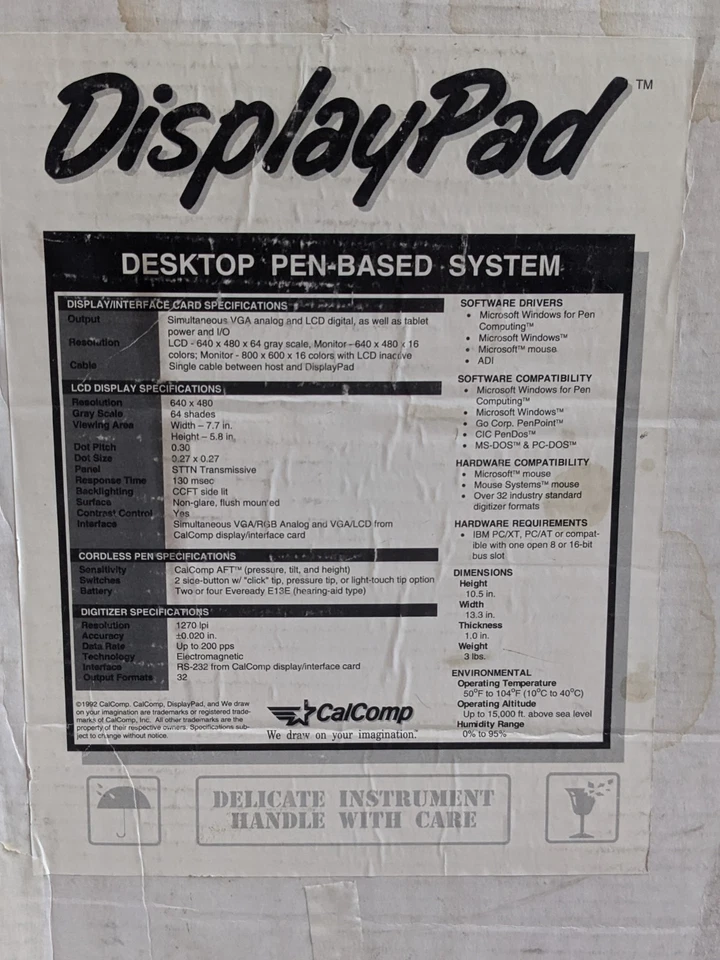 DisplayPad™
DESKTOP PEN-BASED SYSTEM
DISPLAY/INTERFACE CARD SPECIFICATIONS
Output Simultaneous VGA analog and LCD digital, as well as tablet
power and I/O
Resolution LCD - 640 x 480 x 64 gray scale, Monitor – 640 x 480 x 16
colors; Monitor - 800 x 600 x 16 colors with LCD inactive
Cable Single cable between host and DisplayPad
LCD DISPLAY SPECIFICATIONS
Resolution 640 x 480
Gray Scale 64 shades
Viewing Area Width – 7.7 in.
Height – 5.8 in.
Dot Pitch 0.30
Dot Size 0.27 x 0.27
Panel STTN Transmissive
Response Time 130 msec
Backlighting CCFT side lit
Surface Non-glare, flush mounted
Contrast Control Yes
Interface Simultaneous VGA/RGB Analog and VGA/LCD from
CalComp display/interface card
CORDLESS PEN SPECIFICATIONS
Sensitivity CalComp AFT™ (pressure, tilt, and height)
Switches 2 side-button w/ "click" tip, pressure tip, or light-touch tip option
Battery Two or four Eveready E13E (hearing-aid type)
DIGITIZER SPECIFICATIONS
Resolution 1270 lpi
Accuracy ±0.020 in.
Data Rate Up to 200 pps
Technology Electromagnetic
Interface RS-232 from CalComp display/interface card
Output Formats 32
©1992 CalComp. CalComp, DisplayPad, and We draw
on your imagination are trademarks or registered trade-
marks of CalComp, Inc. All other trademarks are the
property of their respective owners. Specifications sub-
ject to change without notice.
CalComp
We draw on your imagination.™
SOFTWARE DRIVERS
• Microsoft Windows for Pen
Computing™
• Microsoft Windows™
• Microsoft™ mouse
• ADI
SOFTWARE COMPATIBILITY
• Microsoft Windows for Pen
Computing™
• Microsoft Windows™
• Go Corp. PenPoint™
• CIC PenDos™
• MS-DOS™ & PC-DOS™
HARDWARE COMPATIBILITY
• Microsoft™ mouse
• Mouse Systems™ mouse
• Over 32 industry standard
digitizer formats
HARDWARE REQUIREMENTS
• IBM PC/XT, PC/AT or compat-
ible with one open 8 or 16-bit
bus slot
DIMENSIONS
Height
10.5 in.
Width
13.3 in.
Thickness
1.0 in.
Weight
3 lbs.
ENVIRONMENTAL
Operating Temperature
50°F to 104°F (10°C to 40°C)
Operating Altitude
Up to 15,000 ft. above sea level
Humidity Range
0% to 95%
DELICATE INSTRUMENT
HANDLE WITH CARE